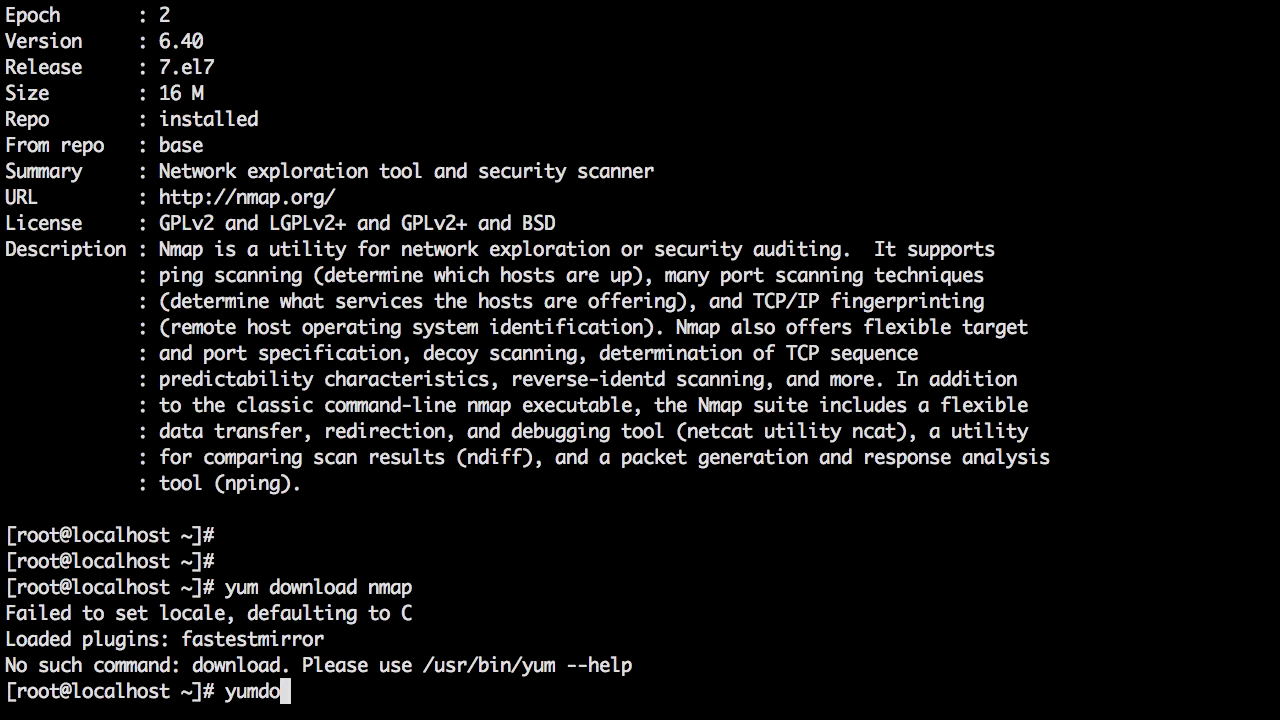 Epoch       : 2
Version     : 6.40
Release     : 7.el7
Size        : 16 M
Repo        : installed
From repo   : base
Summary     : Network exploration tool and security scanner
URL         : http://nmap.org/
License     : GPLv2 and LGPLv2+ and GPLv2+ and BSD
Description : Nmap is a utility for network exploration or security auditing.  It supports
            : ping scanning (determine which hosts are up), many port scanning techniques
            : (determine what services the hosts are offering), and TCP/IP fingerprinting
            : (remote host operating system identification). Nmap also offers flexible target
            : and port specification, decoy scanning, determination of TCP sequence
            : predictability characteristics, reverse-identd scanning, and more. In addition
            : to the classic command-line nmap executable, the Nmap suite includes a flexible
            : data transfer, redirection, and debugging tool (netcat utility ncat), a utility
            : for comparing scan results (ndiff), and a packet generation and response analysis
            : tool (nping).
[root@localhost ~]#
[root@localhost ~]#
[root@localhost ~]# yum download nmap
Failed to set locale, defaulting to C
Loaded plugins: fastestmirror
No such command: download. Please use /usr/bin/yum --help
[root@localhost ~]# yumdo